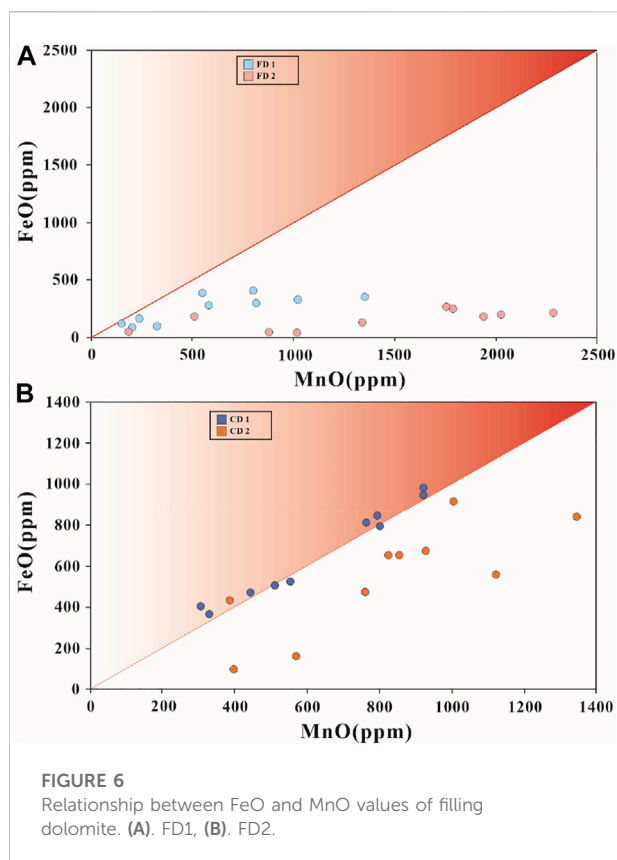 A
2500
2000
1500
1000
500
0
FeO(ppm)
FD 1
FD 2
0 500 1000 1500 2000 2500
MnO(ppm)
B
1400
1400
1200
1000
800
600
400
200
0
FeO(ppm)
CD 1
CD 2
0 200 400 600 800 1000 1200 1400
MnO(ppm)
FIGURE 6
Relationship between FeO and MnO values of filling
dolomite. (A). FD1, (B). FD2.